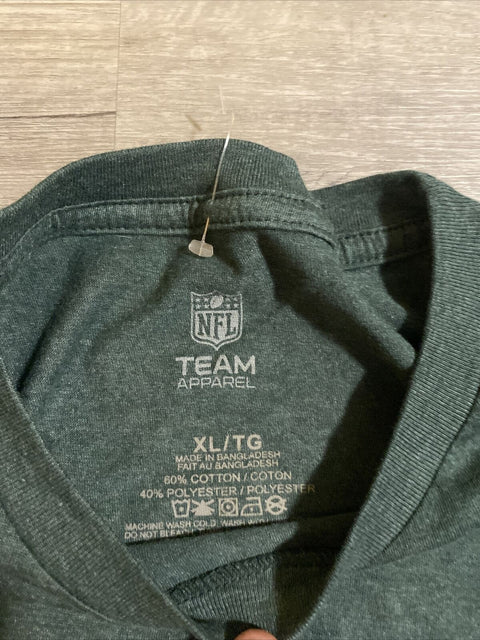 NFL
TEAM
APPAREL
XL/TG
MADE IN BANGLADESH
FAIT AU BANGLADESH
60% COTTON / COTON
40% POLYESTER / POLYESTER
MACHINE WASH COLD WASH
DO NOT BLEACH